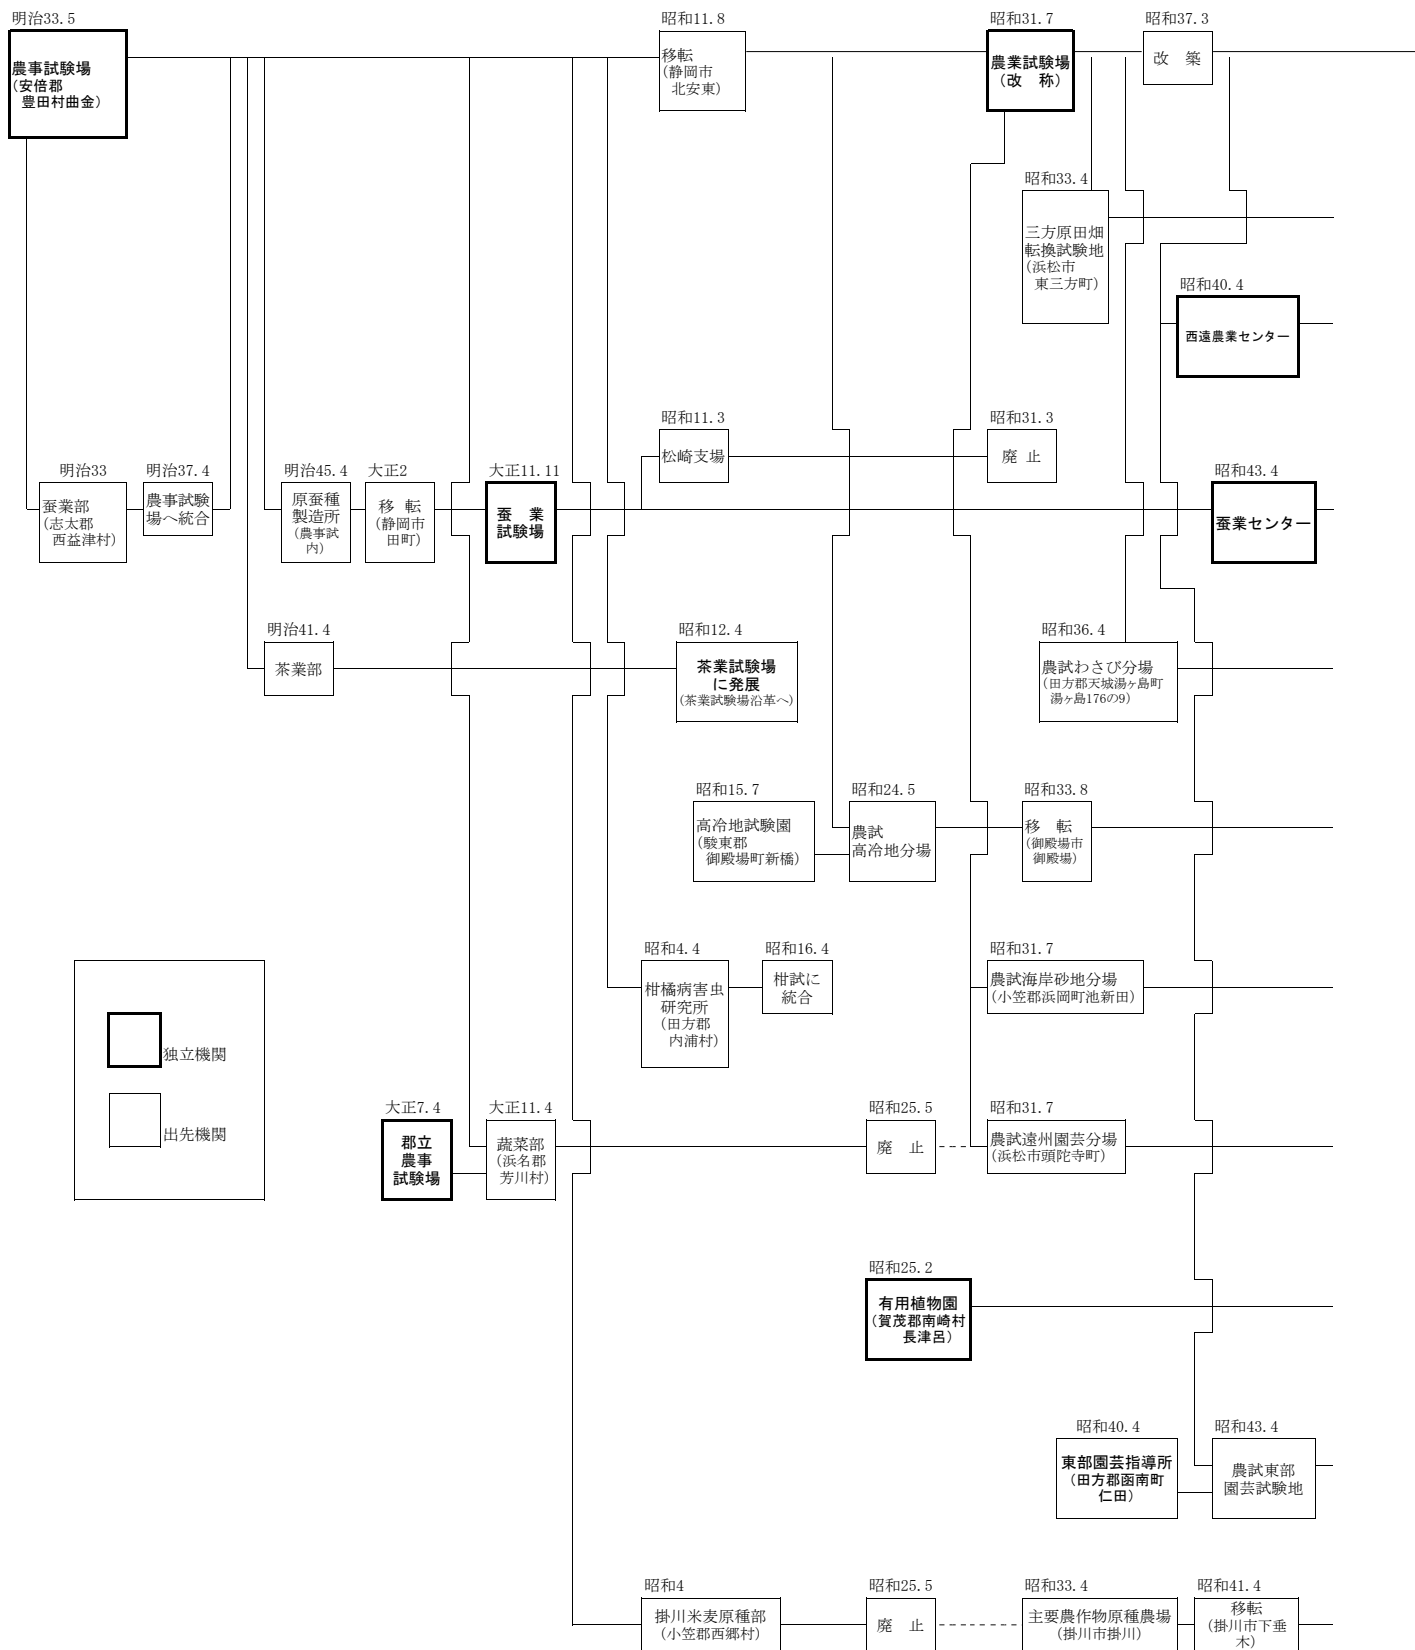 明治33.5
農事試験場
(安倍郡
豊田村曲金)
昭和11.8
移転
(静岡市
北安東)
昭和31.7
農業試験場
(改　称)
昭和37.3
改　築
昭和33.4
三方原田畑
転換試験地
(浜松市
東三方町)
昭和40.4
西遠農業センター
昭和11.3
松崎支場
昭和31.3
廃 止
明治33
蚕業部
(志太郡
西益津村)
明治37.4
農事試験
場へ統合
明治45.4
原蚕種
製造所
(農事試
内)
大正2
移 転
(静岡市
田町)
大正11.11
蚕　業
試験場
昭和43.4
蚕業センター
明治41.4
茶業部
昭和12.4
茶業試験場
に発展
(茶業試験場沿革へ)
昭和36.4
農試わさび分場
(田方郡天城湯ヶ島町
湯ヶ島176の9)
昭和15.7
高冷地試験園
(駿東郡
御殿場町新橋)
昭和24.5
農試
高冷地分場
昭和33.8
移　転
(御殿場市
御殿場)
昭和4.4
柑橘病害虫
研究所
(田方郡
内浦村)
昭和16.4
柑試に
統合
昭和31.7
農試海岸砂地分場
(小笠郡浜岡町池新田)
独立機関
出先機関
大正7.4
郡立
農事
試験場
大正11.4
蔬菜部
(浜名郡
芳川村)
昭和25.5
廃　止
昭和31.7
農試遠州園芸分場
(浜松市頭陀寺町)
昭和25.2
有用植物園
(賀茂郡南崎村
長津呂)
昭和40.4
東部園芸指導所
(田方郡函南町
仁田)
昭和43.4
農試東部
園芸試験地
昭和4
掛川米麦原種部
(小笠郡西郷村)
昭和25.5
廃　止
昭和33.4
主要農作物原種農場
(掛川市掛川)
昭和41.4
移転
(掛川市下垂
木)